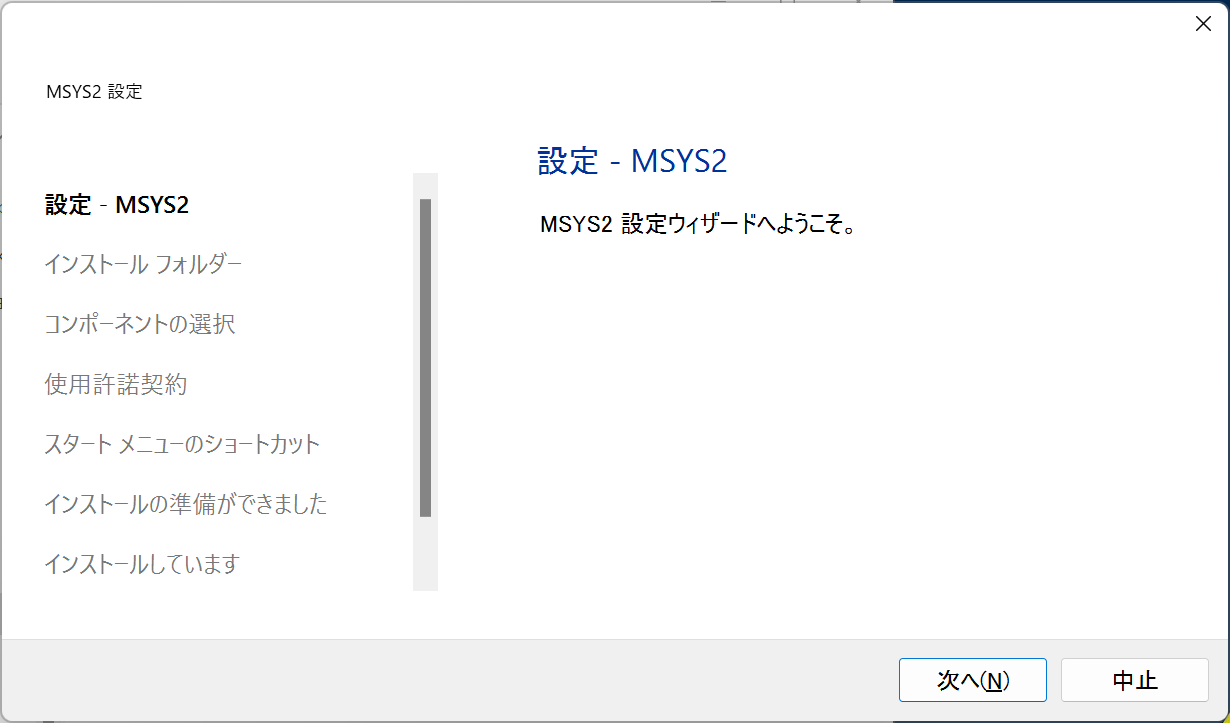 MSYS2 設定
設定 - MSYS2
インストール フォルダー
コンポーネントの選択
使用許諾契約
スタート メニューのショートカット
インストールの準備ができました
インストールしています
設定 - MSYS2
MSYS2 設定ウィザードへようこそ。
次へ(N)
中止